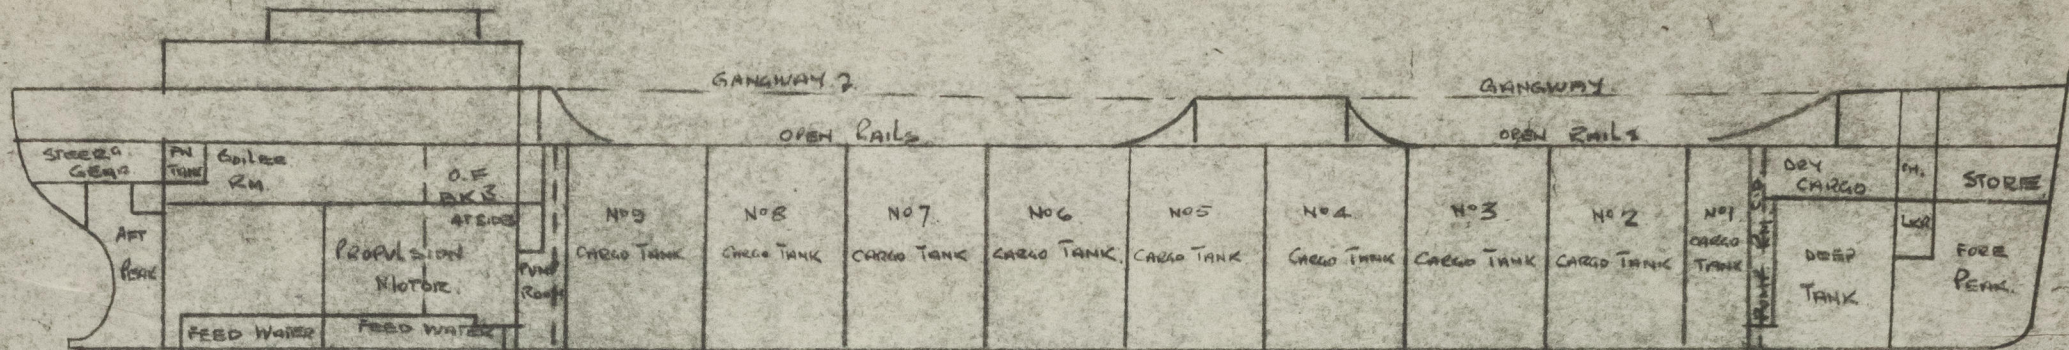 GANGWAY ?
GANGWAY
OPEN RAILS
OPEN RAILS
STEERG
GEAR
FW
TANK
BOILER
RM.
O.F
BKR
AT SIDE
DRY
CARGO
STORE
AFT
PEAK
PROPULSION
MOTOR.
PUMP
ROOM
No 9
CARGO TANK
No 8
CARGO TANK
No 7
CARGO TANK
No 6
CARGO TANK.
No 5
CARGO TANK
No 4
CARGO TANK
No 3
CARGO TANK
No 2
CARGO TANK
No 1
CARGO
TANK
PUMP RM
DEEP
TANK
LKR
FORE
PEAK.
FEED WATER
FEED WATER